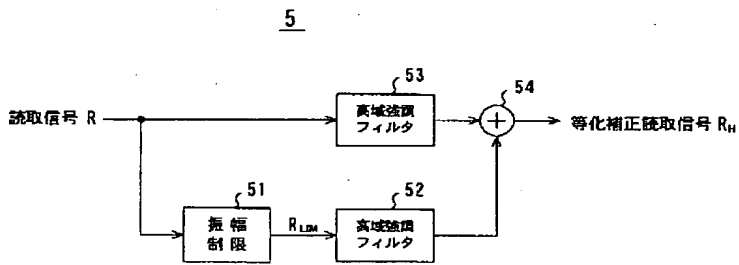 5
53
54
読取信号 R
高域強調
フィルタ
等化補正読取信号 RH
51
52
振幅
制限
RLIM
高域強調
フィルタ